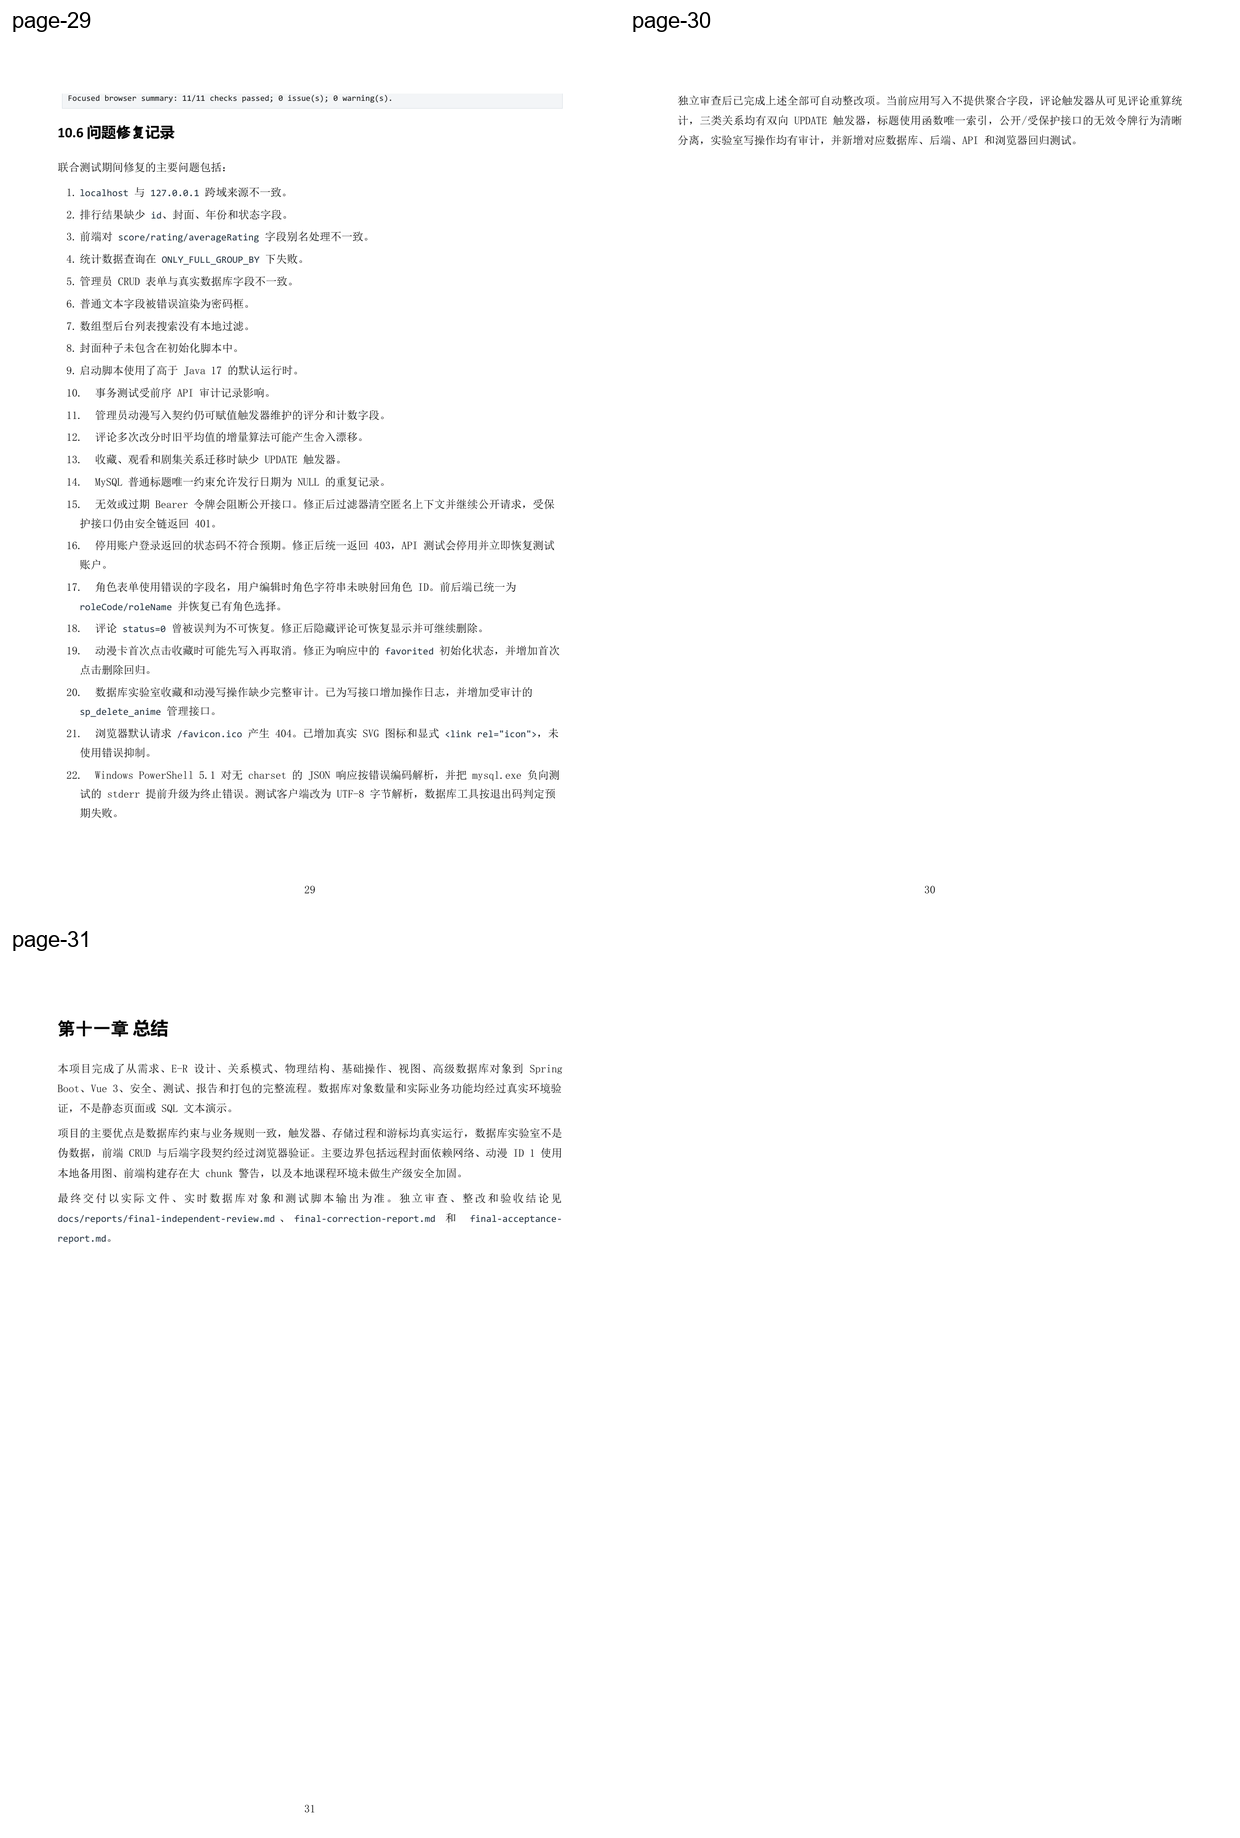 page-29
Focused browser summary: 11/11 checks passed; 0 issue(s); 0 warning(s).
10.6 问题修复记录
联合测试期间修复的主要问题包括：
1. localhost 与 127.0.0.1 跨域来源不一致。
2. 排行结果缺少 id、封面、年份和状态字段。
3. 前端对 score/rating/averageRating 字段别名处理不一致。
4. 统计数据查询在 ONLY_FULL_GROUP_BY 下失败。
5. 管理员 CRUD 表单与真实数据库字段不一致。
6. 普通文本字段被错误渲染为密码框。
7. 数组型后台列表搜索没有本地过滤。
8. 封面种子未包含在初始化脚本中。
9. 启动脚本使用了高于 Java 17 的默认运行时。
10. 事务测试受前序 API 审计记录影响。
11. 管理员动漫写入契约仍可赋值触发器维护的评分和计数字段。
12. 评论多次改分时旧平均值的增量算法可能产生舍入漂移。
13. 收藏、观看和剧集关系迁移时缺少 UPDATE 触发器。
14. MySQL 普通标题唯一约束允许发行日期为 NULL 的重复记录。
15. 无效或过期 Bearer 令牌会阻断公开接口。修正后过滤器清空匿名上下文并继续公开请求，受保
护接口仍由安全链返回 401。
16. 停用账户登录返回的状态码不符合预期。修正后统一返回 403，API 测试会停用并立即恢复测试
账户。
17. 角色表单使用错误的字段名，用户编辑时角色字符串未映射回角色 ID。前后端已统一为
roleCode/roleName 并恢复已有角色选择。
18. 评论 status=0 曾被误判为不可恢复。修正后隐藏评论可恢复显示并可继续删除。
19. 动漫卡首次点击收藏时可能先写入再取消。修正为响应中的 favorited 初始化状态，并增加首次
点击删除回归。
20. 数据库实验室收藏和动漫写操作缺少完整审计。已为写接口增加操作日志，并增加受审计的
sp_delete_anime 管理接口。
21. 浏览器默认请求 /favicon.ico 产生 404。已增加真实 SVG 图标和显式 <link rel="icon">，未
使用错误抑制。
22. Windows PowerShell 5.1 对无 charset 的 JSON 响应按错误编码解析，并把 mysql.exe 负向测
试的 stderr 提前升级为终止错误。测试客户端改为 UTF-8 字节解析，数据库工具按退出码判定预
期失败。
29
page-30
独立审查后已完成上述全部可自动整改项。当前应用写入不提供聚合字段，评论触发器从可见评论重算统
计，三类关系均有双向 UPDATE 触发器，标题使用函数唯一索引，公开/受保护接口的无效令牌行为清晰
分离，实验室写操作均有审计，并新增对应数据库、后端、API 和浏览器回归测试。
30
page-31
第十一章 总结
本项目完成了从需求、E-R 设计、关系模式、物理结构、基础操作、视图、高级数据库对象到 Spring
Boot、Vue 3、安全、测试、报告和打包的完整流程。数据库对象数量和实际业务功能均经过真实环境验
证，不是静态页面或 SQL 文本演示。
项目的主要优点是数据库约束与业务规则一致，触发器、存储过程和游标均真实运行，数据库实验室不是
伪数据，前端 CRUD 与后端字段契约经过浏览器验证。主要边界包括远程封面依赖网络、动漫 ID 1 使用
本地备用图、前端构建存在大 chunk 警告，以及本地课程环境未做生产级安全加固。
最终交付以实际文件、实时数据库对象和测试脚本输出为准。独立审查、整改和验收结论见
docs/reports/final-independent-review.md 、 final-correction-report.md 和 final-acceptance-
report.md。
31